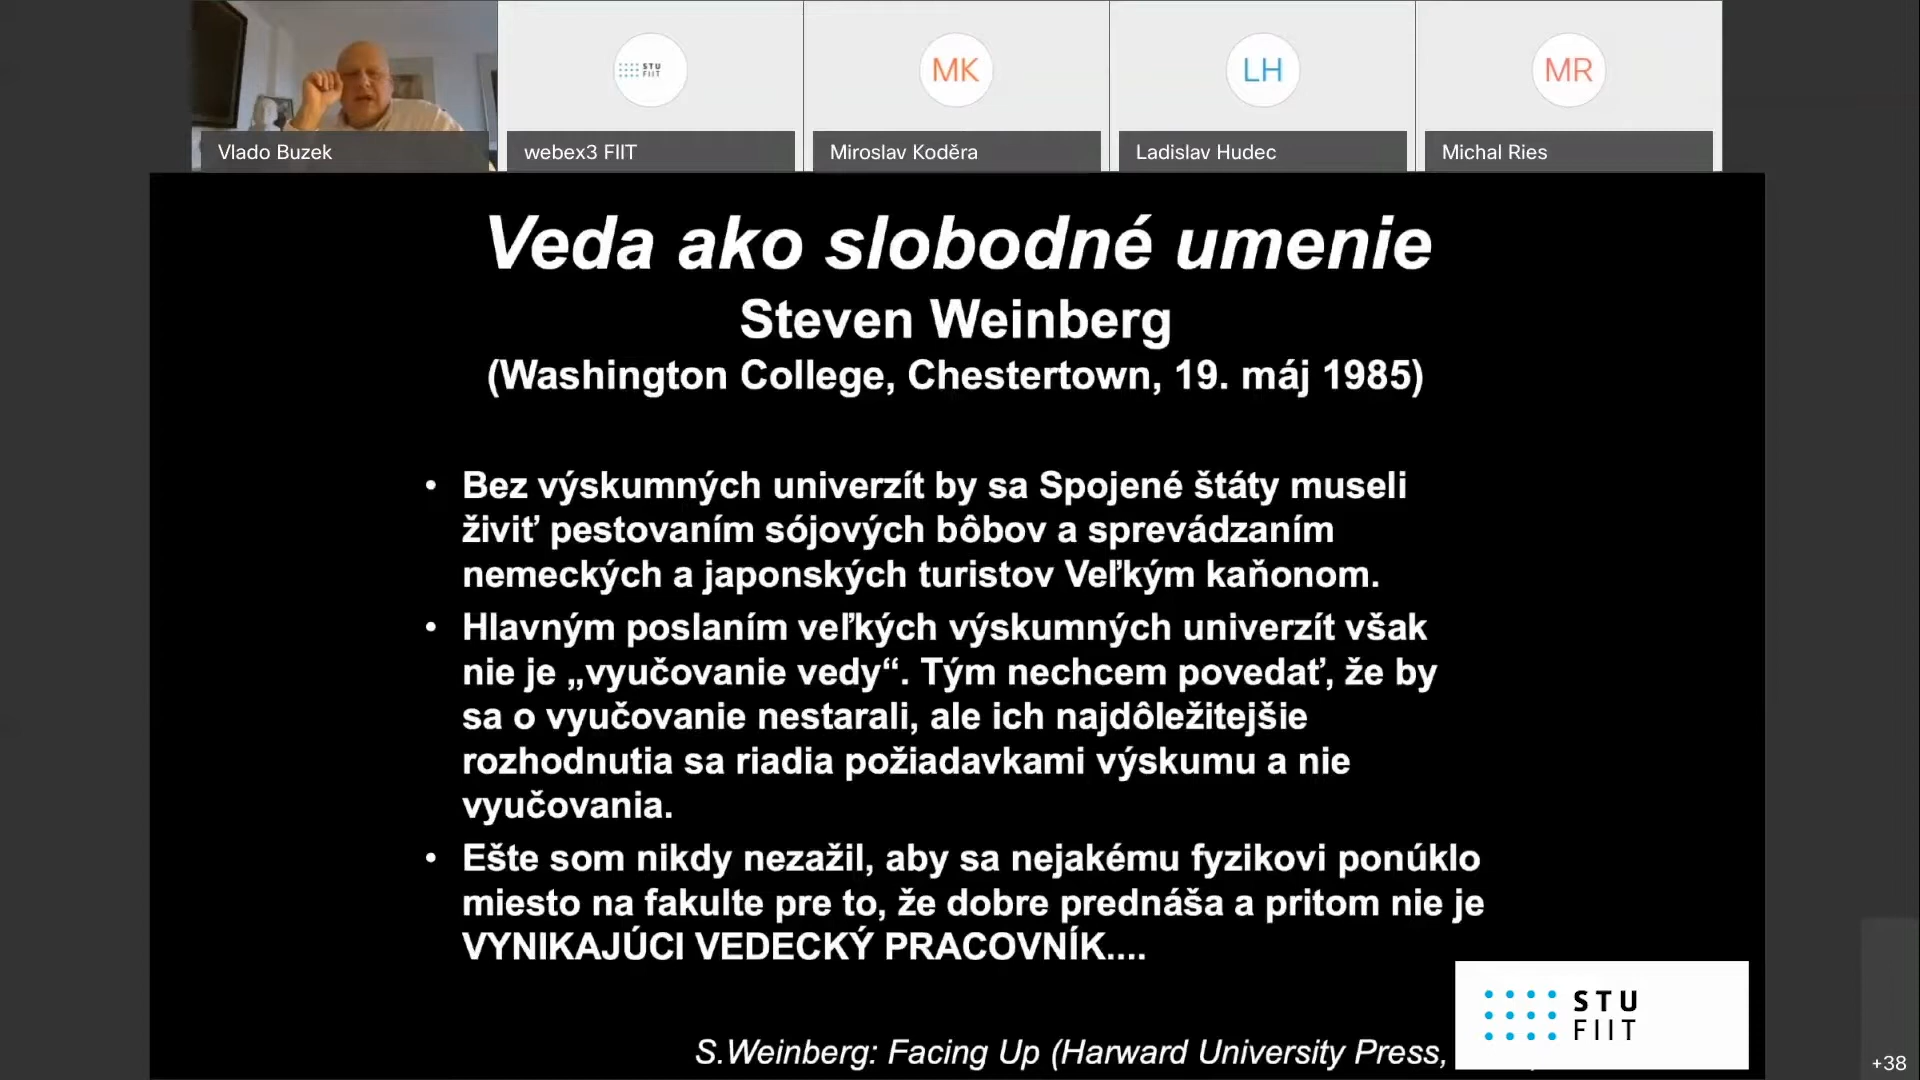 STU
FIIT
MK
LH
MR
Vlado Buzek
webex3 FIIT
Miroslav Koděra
Ladislav Hudec
Michal Ries
Veda ako slobodné umenie
Steven Weinberg
(Washington College, Chestertown, 19. máj 1985)
• Bez výskumných univerzít by sa Spojené štáty museli
živiť pestovaním sójových bôbov a sprevádzaním
nemeckých a japonských turistov Veľkým kaňonom.
• Hlavným poslaním veľkých výskumných univerzít však
nie je „vyučovanie vedy“. Tým nechcem povedať, že by
sa o vyučovanie nestarali, ale ich najdôležitejšie
rozhodnutia sa riadia požiadavkami výskumu a nie
vyučovania.
• Ešte som nikdy nezažil, aby sa nejakému fyzikovi ponúklo
miesto na fakulte pre to, že dobre prednáša a pritom nie je
VYNIKAJÚCI VEDECKÝ PRACOVNÍK....
S.Weinberg: Facing Up (Harward University Press,
STU
FIIT
+38